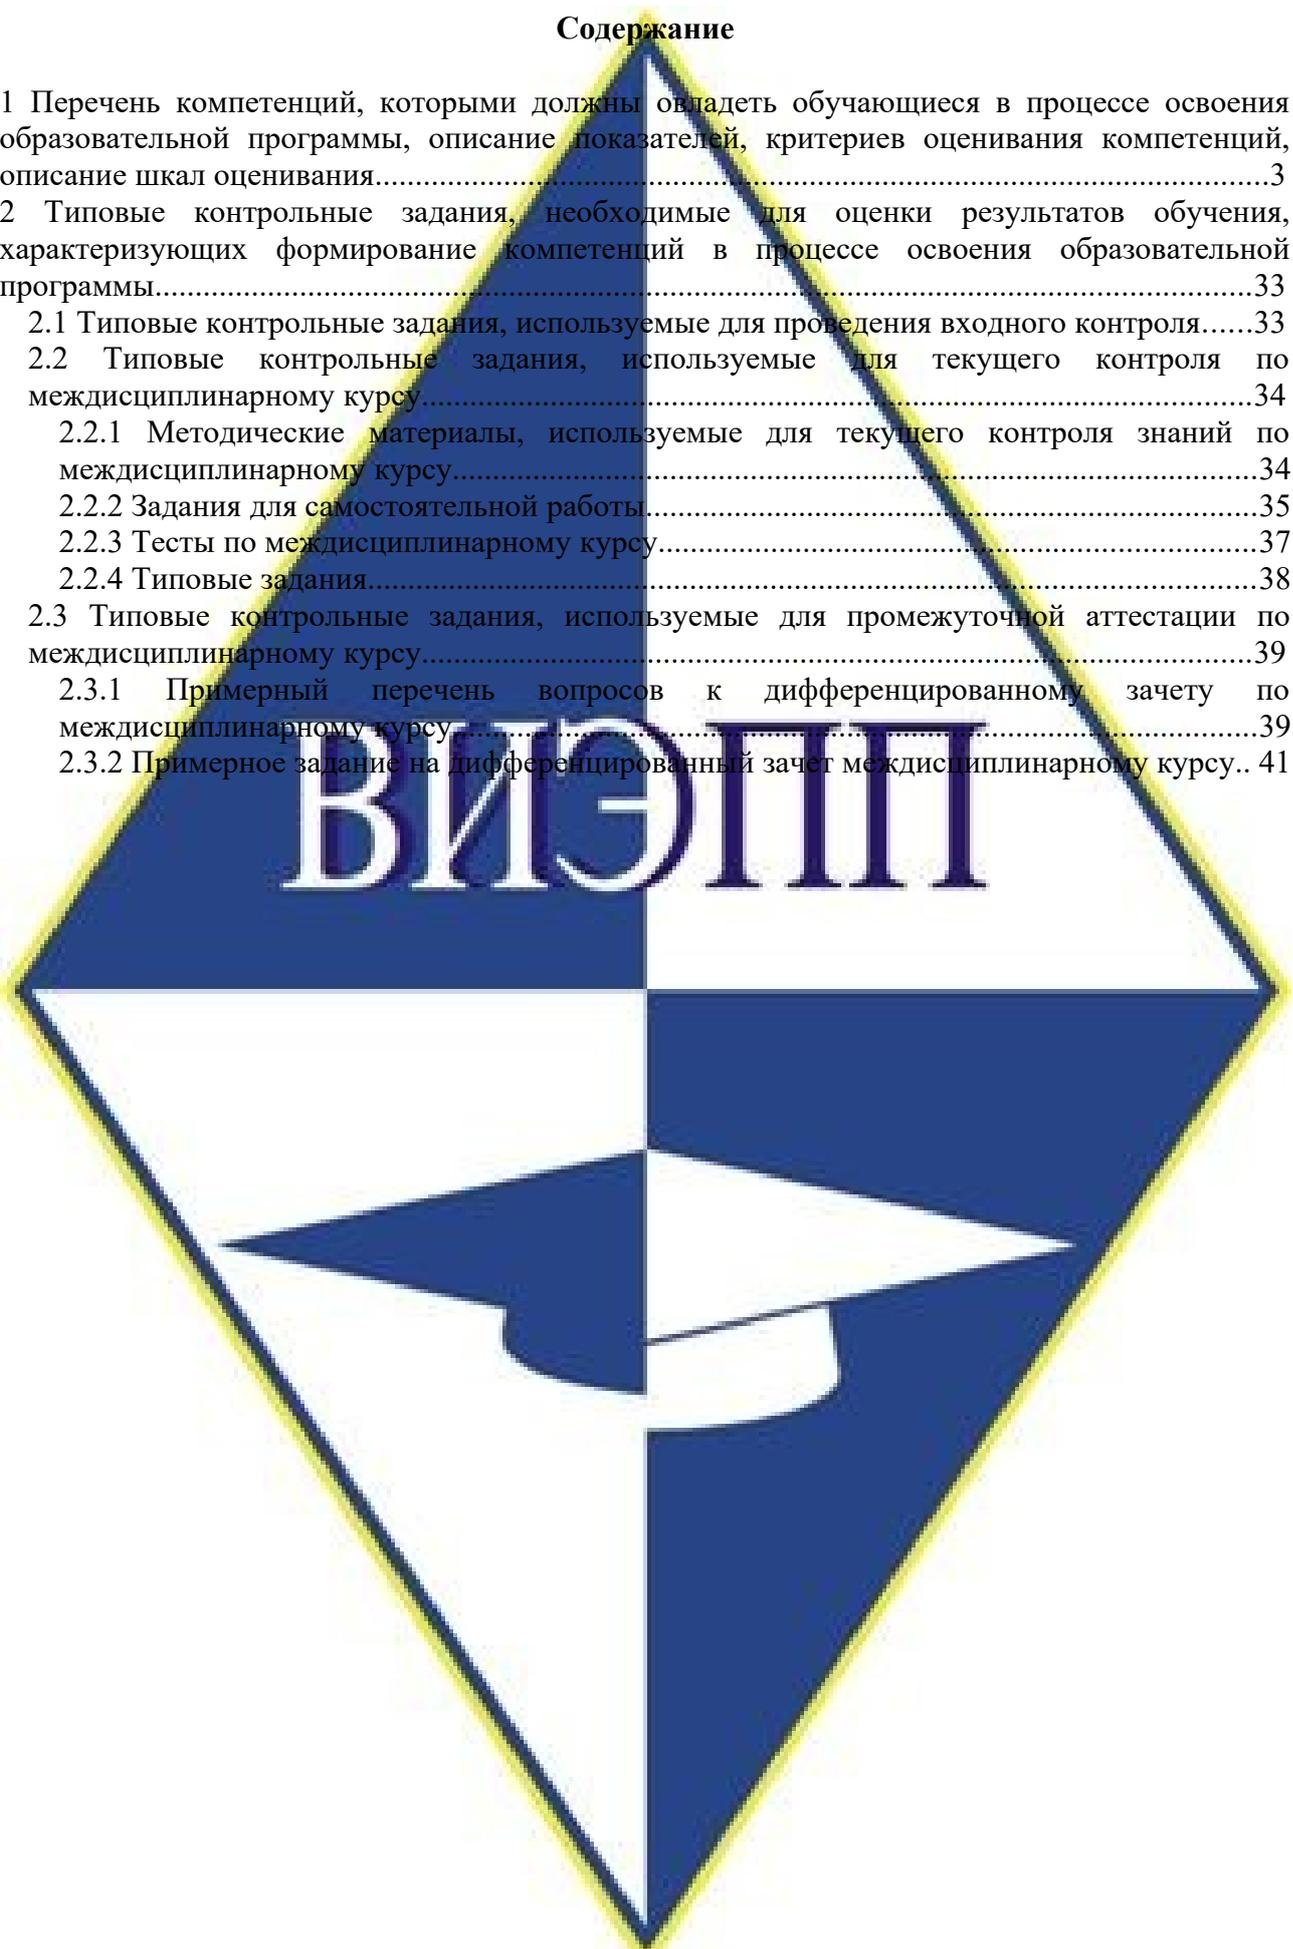 Содержание
1 Перечень компетенций, которыми должны овладеть обучающиеся в процессе освоения
образовательной программы, описание показателей, критериев оценивания компетенций,
описание шкал оценивания....................................................................................................................3
2 Типовые контрольные задания, необходимые для оценки результатов обучения,
характеризующих формирование компетенций в процессе освоения образовательной
программы..............................................................................................................................................33
2.1 Типовые контрольные задания, используемые для проведения входного контроля......33
2.2 Типовые контрольные задания, используемые для текущего контроля по
междисциплинарному курсу...........................................................................................................34
2.2.1 Методические материалы, используемые для текущего контроля знаний по
междисциплинарному курсу........................................................................................................34
2.2.2 Задания для самостоятельной работы................................................................................35
2.2.3 Тесты по междисциплинарному курсу..............................................................................37
2.2.4 Типовые задания...................................................................................................................38
2.3 Типовые контрольные задания, используемые для промежуточной аттестации по
междисциплинарному курсу...........................................................................................................39
2.3.1 Примерный перечень вопросов к дифференцированному зачету по
междисциплинарному курсу........................................................................................................39
2.3.2 Примерное задание на дифференцированный зачет междисциплинарному курсу.. 41
ВИЭПП